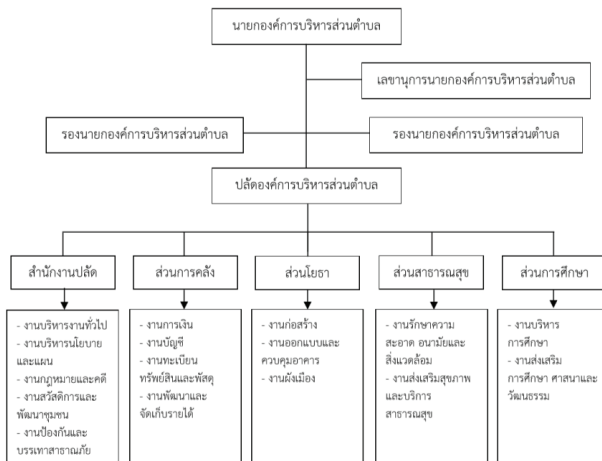 นายกองค์การบริหารส่วนตำบล
เลขานุการนายกองค์การบริหารส่วนตำบล
รองนายกองค์การบริหารส่วนตำบล
รองนายกองค์การบริหารส่วนตำบล
ปลัดองค์การบริหารส่วนตำบล
สำนักงานปลัด
ส่วนการคลัง
ส่วนโยธา
ส่วนสาธารณสุข
ส่วนการศึกษา
- งานบริหารงานทั่วไป
- งานบริหารนโยบาย
และแผน
- งานกฎหมายและคดี
- งานสวัสดิการและ
พัฒนาชุมชน
- งานป้องกันและ
บรรเทาสาธาณภัย
- งานการเงิน
- งานบัญชี
- งานทะเบียน
ทรัพย์สินและพัสดุ
- งานพัฒนาและ
จัดเก็บรายได้
- งานก่อสร้าง
- งานออกแบบและ
ควบคุมอาคาร
- งานผังเมือง
- งานรักษาความ
สะอาด อนามัยและ
สิ่งแวดล้อม
- งานส่งเสริมสุขภาพ
และบริการ
สาธารณสุข
- งานบริหาร
การศึกษา
- งานส่งเสริม
การศึกษา ศาสนาและ
วัฒนธรรม